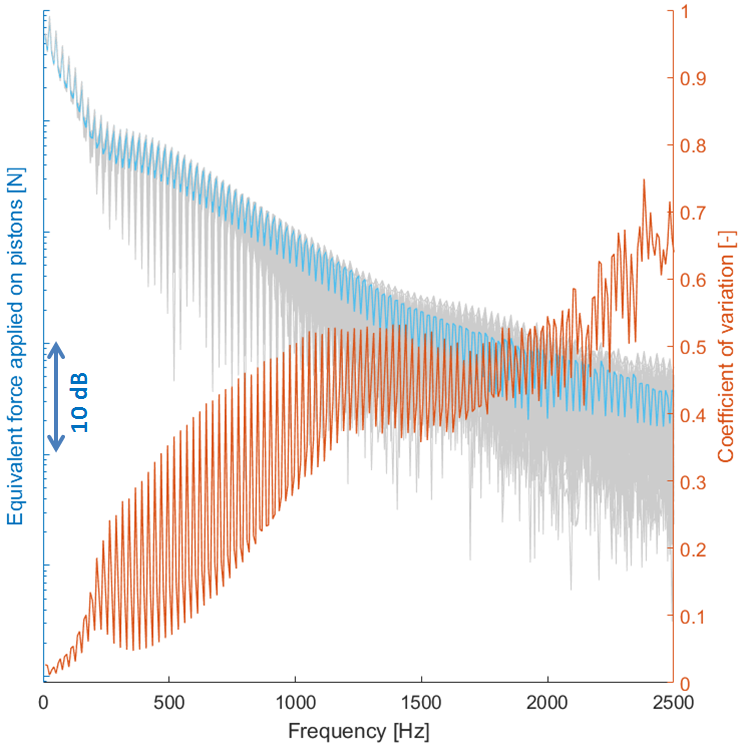 Equivalent force applied on pistons [N]
10 dB
1
0.9
0.8
0.7
0.6
0.5
0.4
0.3
0.2
0.1
0
Coefficient of variation [-]
0 500 1000 1500 2000 2500
Frequency [Hz]